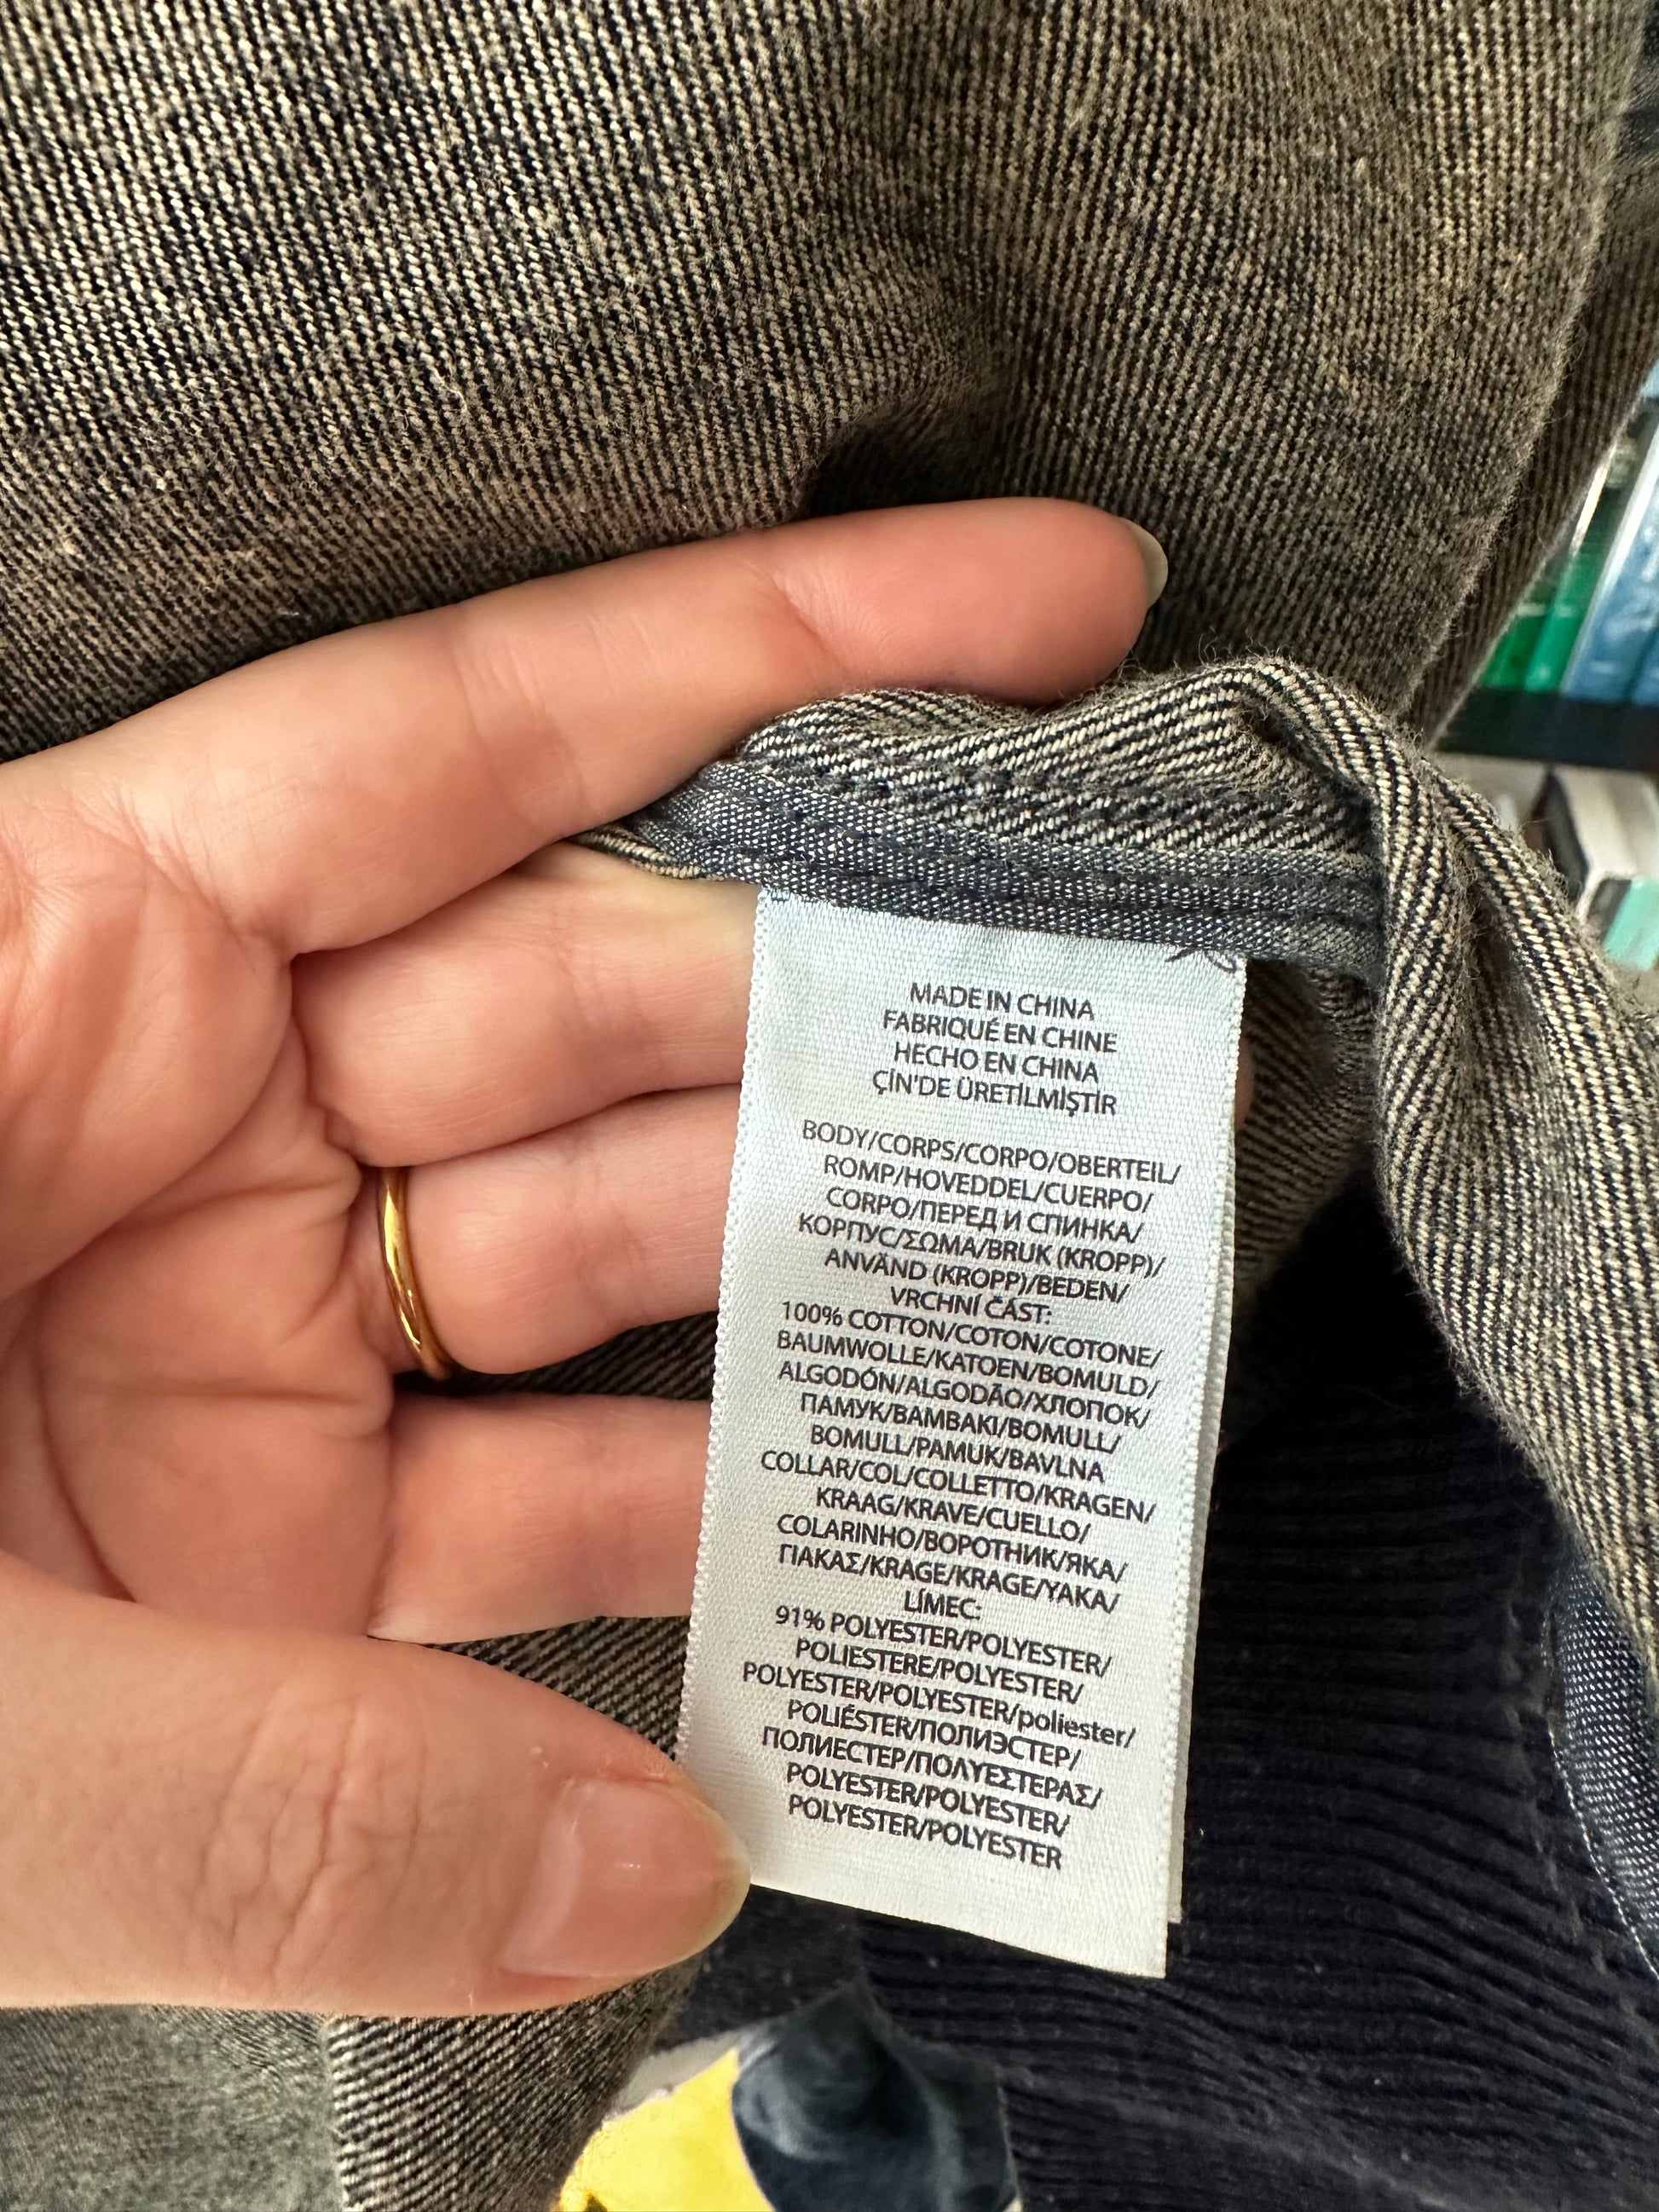 MADE IN CHINA
FABRIQUÉ EN CHINE
HECHO EN CHINA
ÇİN'DE ÜRETİLMİŞTİR
BODY/CORPS/CORPO/OBERTEIL/
ROMP/HOVEDDEL/CUERPO/
CORPO/ПЕРЕД И СПИНКА/
КОРПУС/ΣΩΜΑ/BRUK (KROPP)/
ANVÄND (KROPP)/BEDEN/
VRCHNÍ ČÁST:
100% COTTON/COTON/COTONE/
BAUMWOLLE/KATOEN/BOMULD/
ALGODÓN/ALGODÃO/ХЛОПОК/
ПАМУК/ΒΑΜΒΑΚΙ/BOMULL/
BOMULL/PAMUK/BAVLNA
COLLAR/COL/COLLETTO/KRAGEN/
KRAAG/KRAVE/CUELLO/
COLARINHO/ВОРОТНИК/ЯКА/
ΓΙΑΚΑΣ/KRAGE/KRAGE/YAKA/
LÍMEC:
91% POLYESTER/POLYESTER/
POLIESTERE/POLYESTER/
POLYESTER/POLYESTER/poliester/
POLIÉSTER/ПОЛИЭСТЕР/
ПОЛИЕСТЕР/ΠΟΛΥΕΣΤΕΡΑΣ/
POLYESTER/POLYESTER/
POLYESTER/POLYESTER